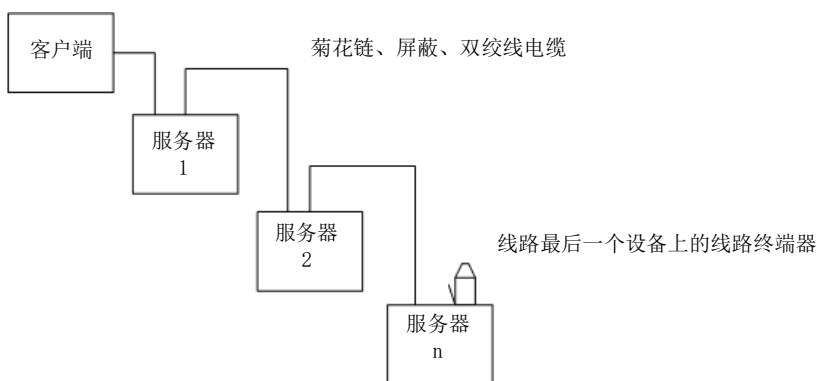 客户端
菊花链、屏蔽、双绞线电缆
服务器
1
服务器
2
线路最后一个设备上的线路终端器
服务器
n